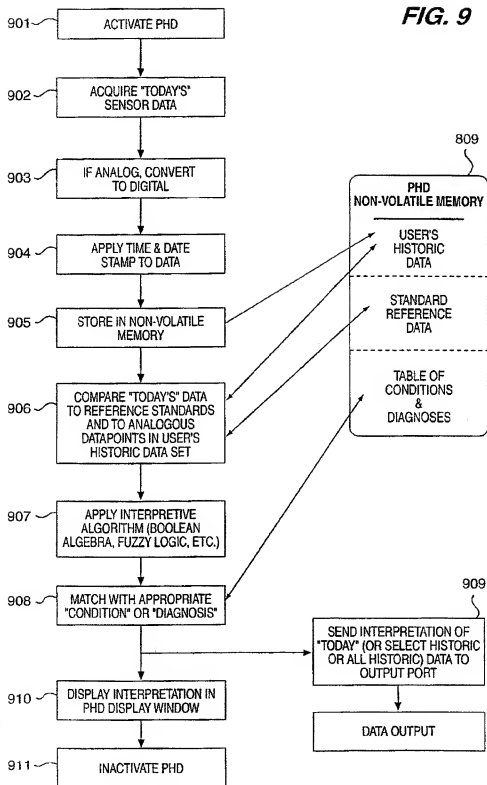 FIG. 9
901
ACTIVATE PHD
902
ACQUIRE "TODAY'S"
SENSOR DATA
903
IF ANALOG, CONVERT
TO DIGITAL
904
APPLY TIME & DATE
STAMP TO DATA
905
STORE IN NON-VOLATILE
MEMORY
906
COMPARE "TODAY'S" DATA
TO REFERENCE STANDARDS
AND TO ANALOGOUS
DATAPOINTS IN USER'S
HISTORIC DATA SET
907
APPLY INTERPRETIVE
ALGORITHM (BOOLEAN
ALGEBRA, FUZZY LOGIC, ETC.)
908
MATCH WITH APPROPRIATE
"CONDITION" OR "DIAGNOSIS"
910
DISPLAY INTERPRETATION IN
PHD DISPLAY WINDOW
911
INACTIVATE PHD
809
PHD
NON-VOLATILE MEMORY
USER'S
HISTORIC
DATA
STANDARD
REFERENCE
DATA
TABLE OF
CONDITIONS
&
DIAGNOSES
909
SEND INTERPRETATION OF
"TODAY" (OR SELECT HISTORIC
OR ALL HISTORIC) DATA TO
OUTPUT PORT
DATA OUTPUT